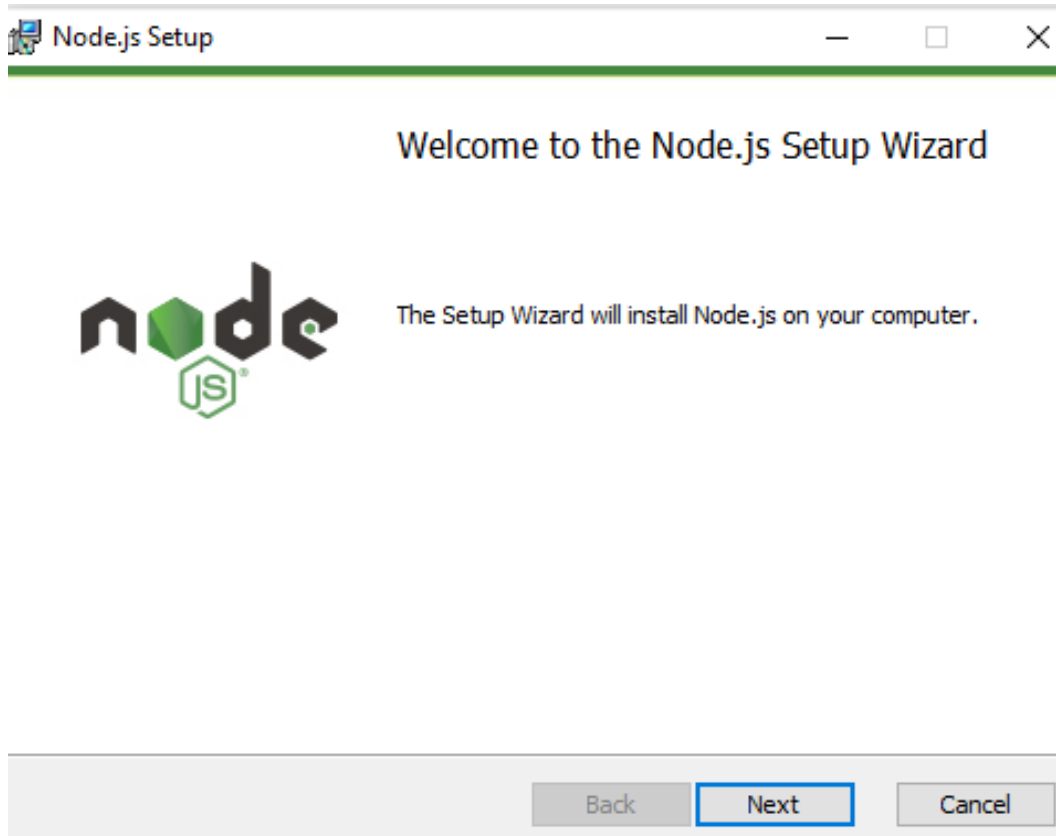 Node.js Setup
Welcome to the Node.js Setup Wizard
The Setup Wizard will install Node.js on your computer.
node
JS®
Back
Next
Cancel